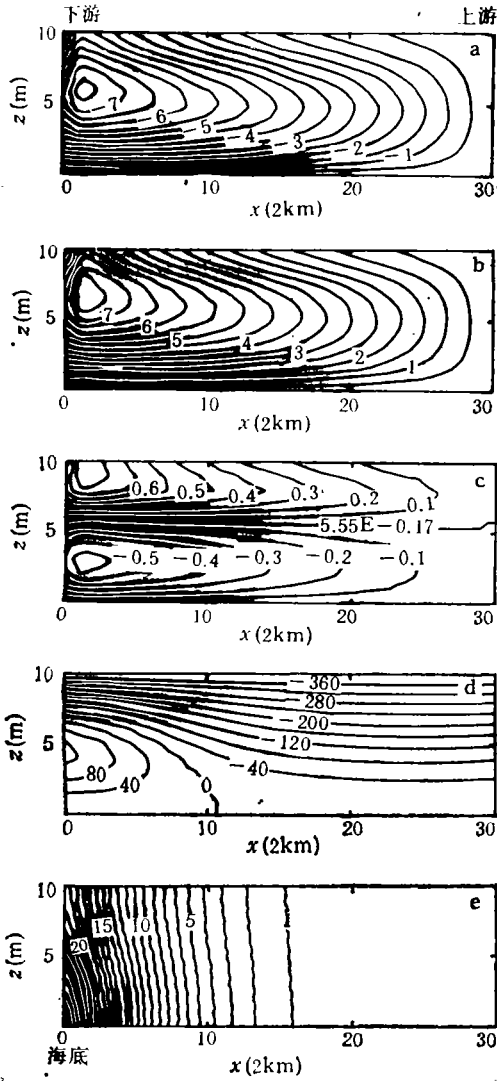 下游 上游
10 a
z(m)
5
-7 -6 -5 -4 -3 -2 -1
0 10 20 30
x(2km)
10 b
z(m)
5
7 6 5 4 3 2 1
0 10 20 30
x(2km)
10 c
z(m)
0.6 0.5 0.4 0.3 0.2 0.1
5 5.55E-0.17
-0.5 -0.4 -0.3 -0.2 -0.1
0 10 20 30
x(2km)
10 -360 d
-280
z(m)
-200
5 -120
80 40 0 -40
0 10 20 30
x(2km)
10 e
z(m)
15 10 5
20
5
0 10 20 30
海底 x(2km)